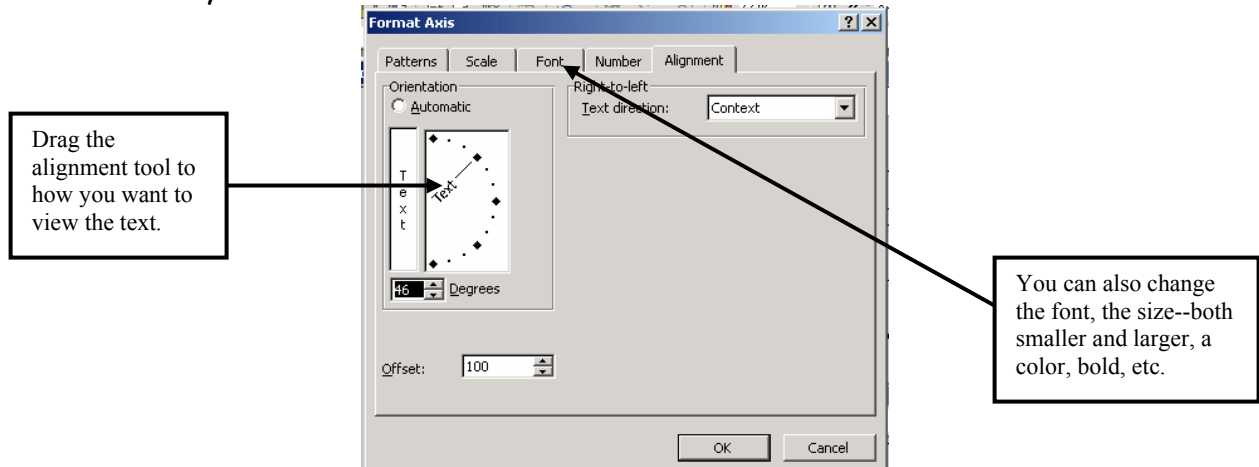 Format Axis
Patterns Scale Font Number Alignment
Orientation
Automatic
T
e
x
t
Text
46 Degrees
Offset: 100
Right-to-left
Text direction: Context
OK Cancel
Drag the
alignment tool to
how you want to
view the text.
You can also change
the font, the size--both
smaller and larger, a
color, bold, etc.